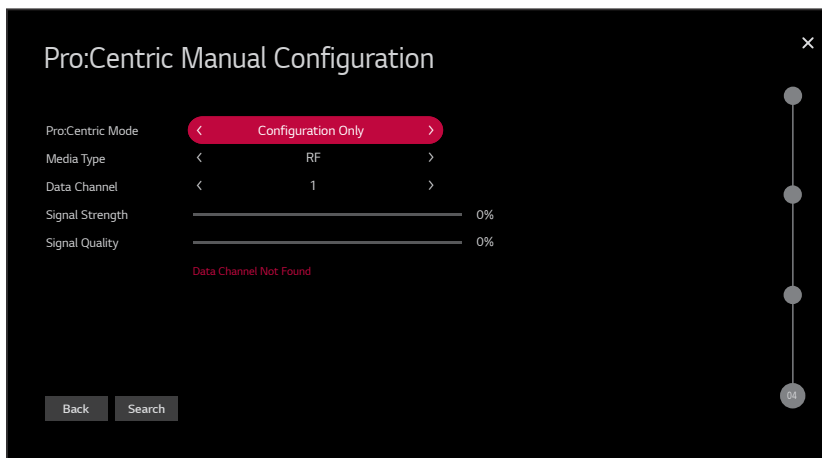 Pro:Centric Manual Configuration
Pro:Centric Mode Configuration Only
Media Type RF
Data Channel 1
Signal Strength 0%
Signal Quality 0%
Data Channel Not Found
04
Back Search